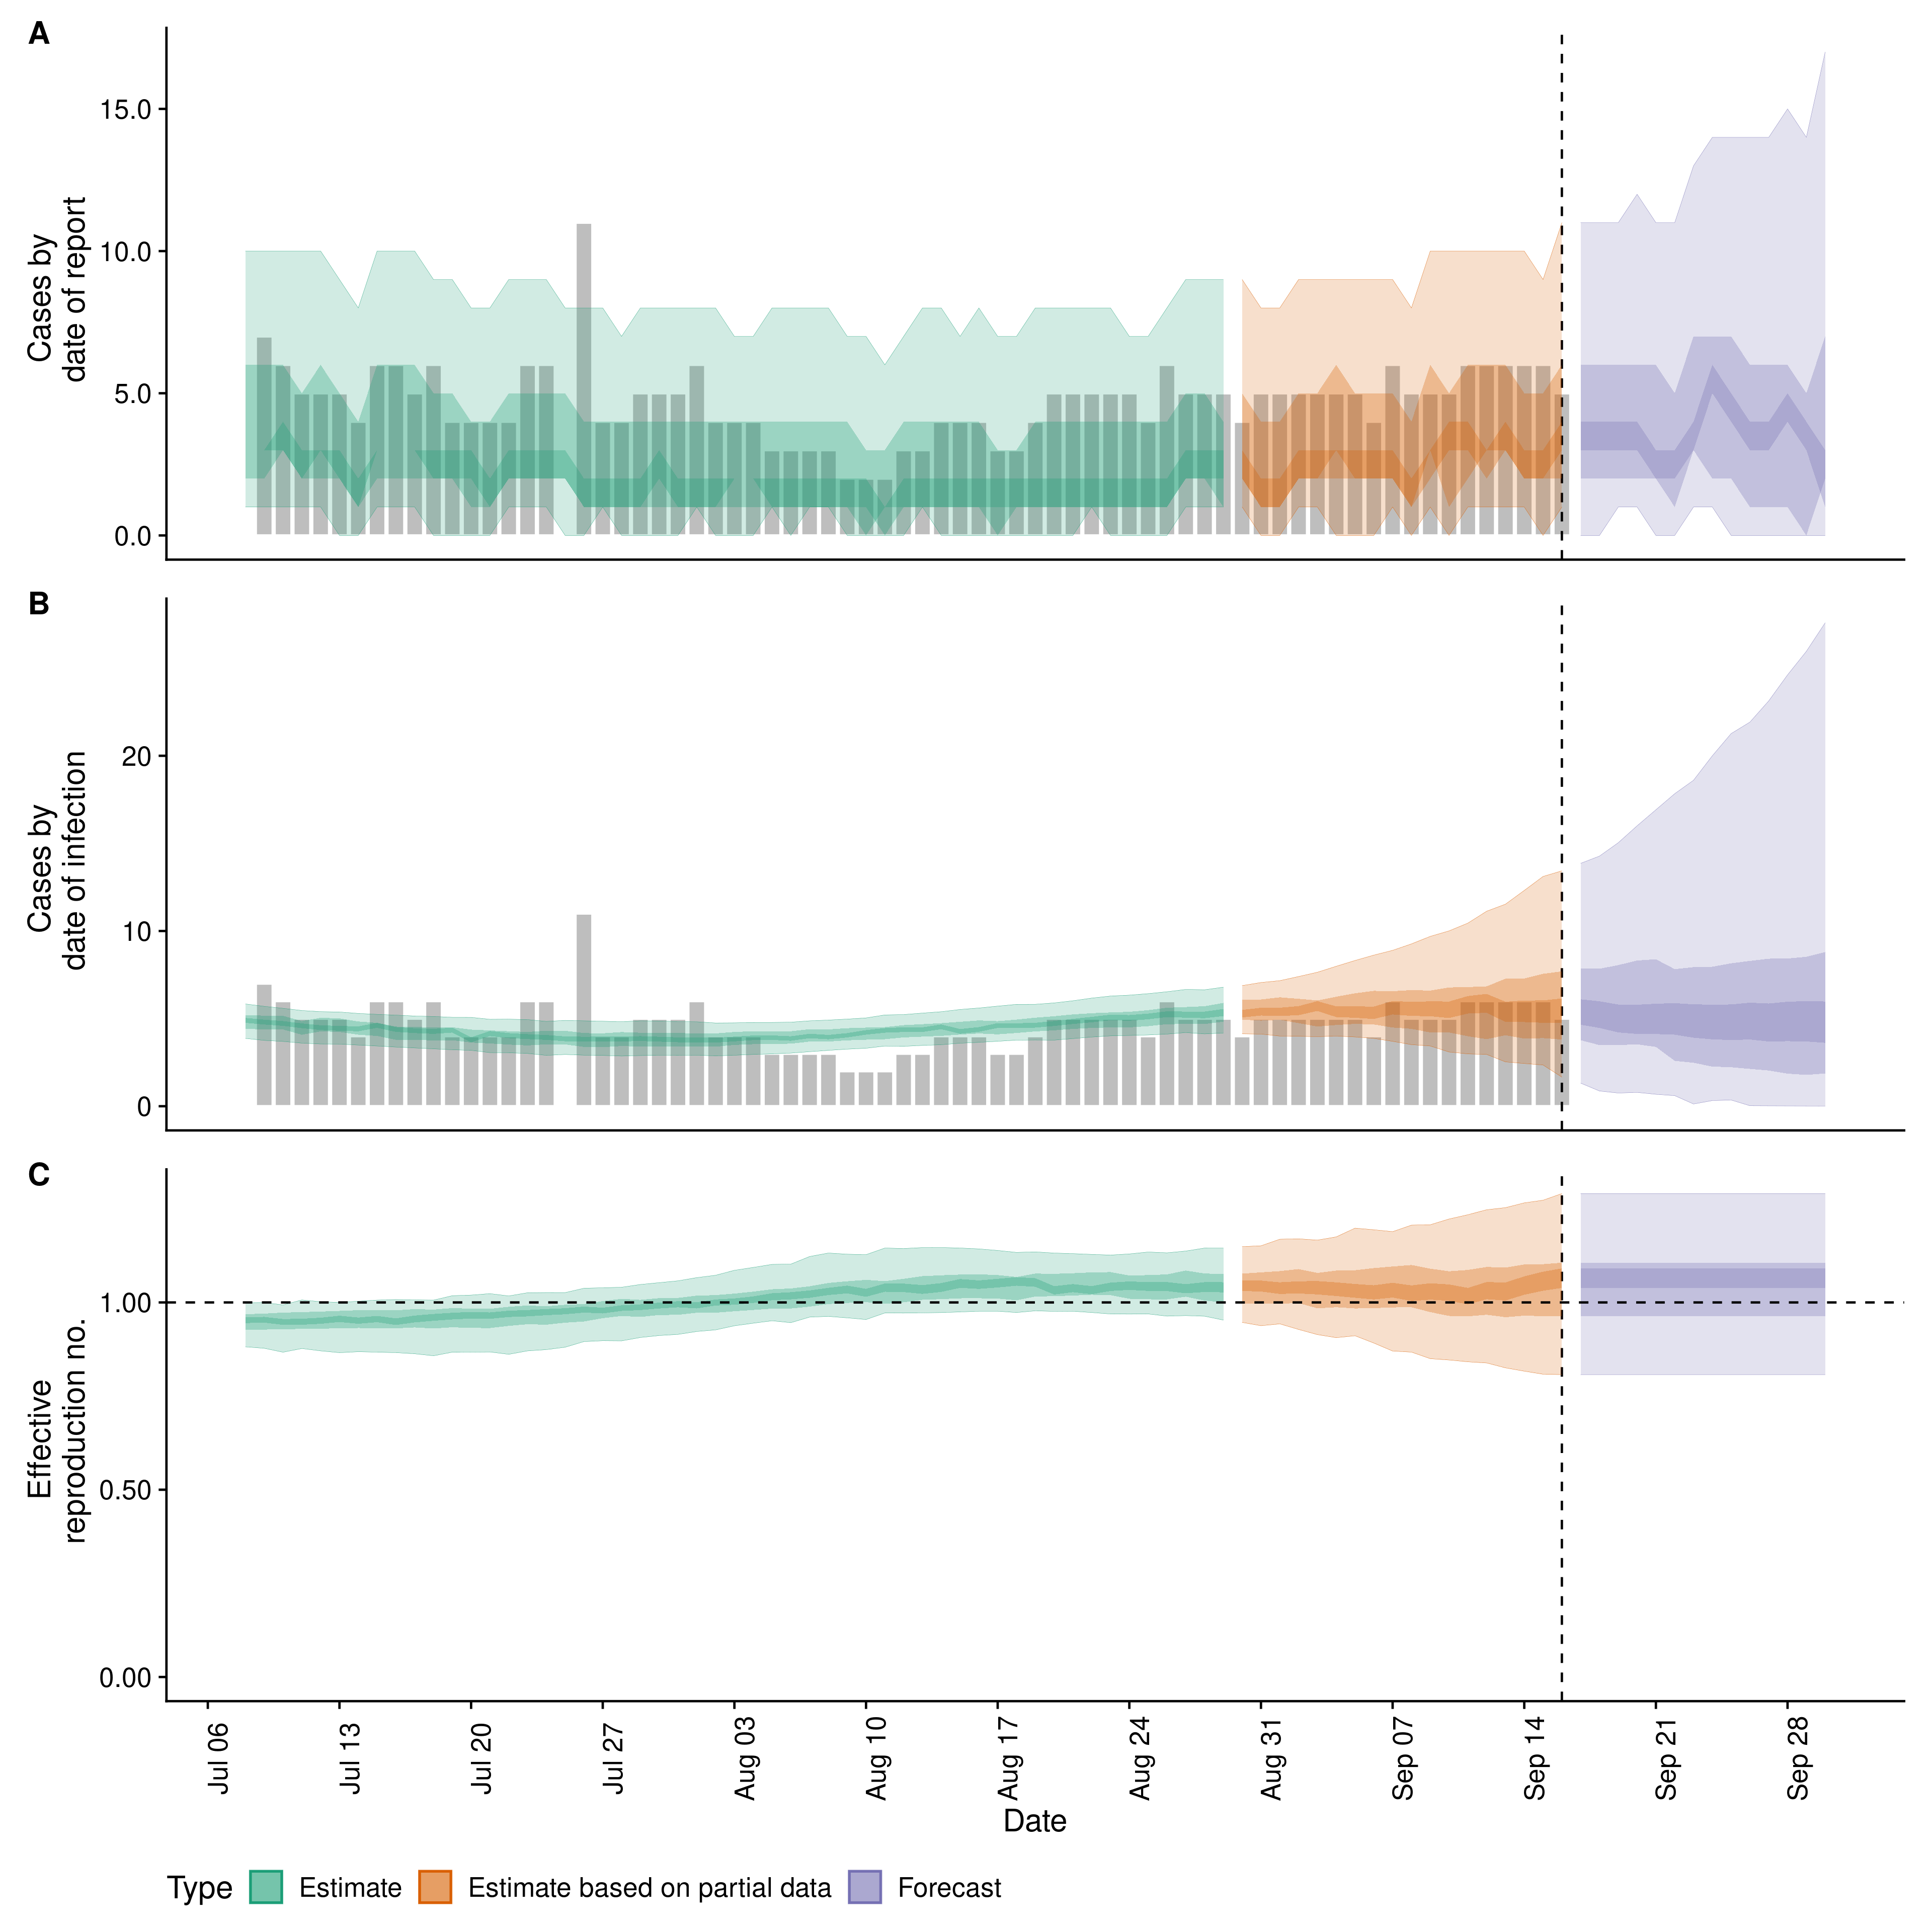 A
Cases by
date of report
15.0
10.0
5.0
0.0
B
Cases by
date of infection
20
10
0
C
Effective
reproduction no.
1.00
0.50
0.00
Jul 06
Jul 13
Jul 20
Jul 27
Aug 03
Aug 10
Aug 17
Aug 24
Aug 31
Sep 07
Sep 14
Sep 21
Sep 28
Date
Type Estimate Estimate based on partial data Forecast